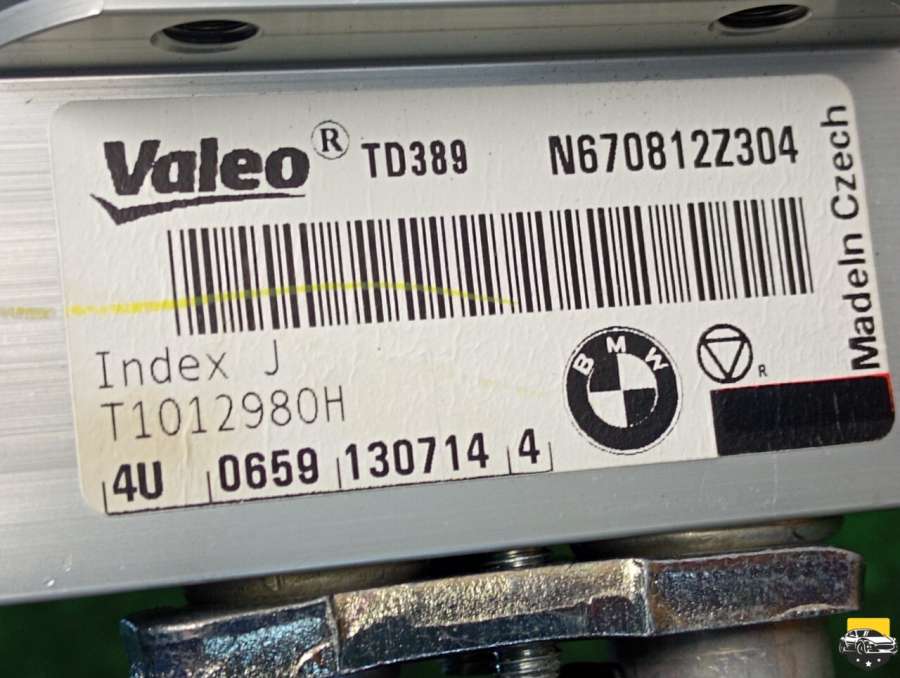 Valeo® TD389 N670812Z304
MadeIn Czech
Index J
T1012980H
BMW
R
4U 0659 130714 4